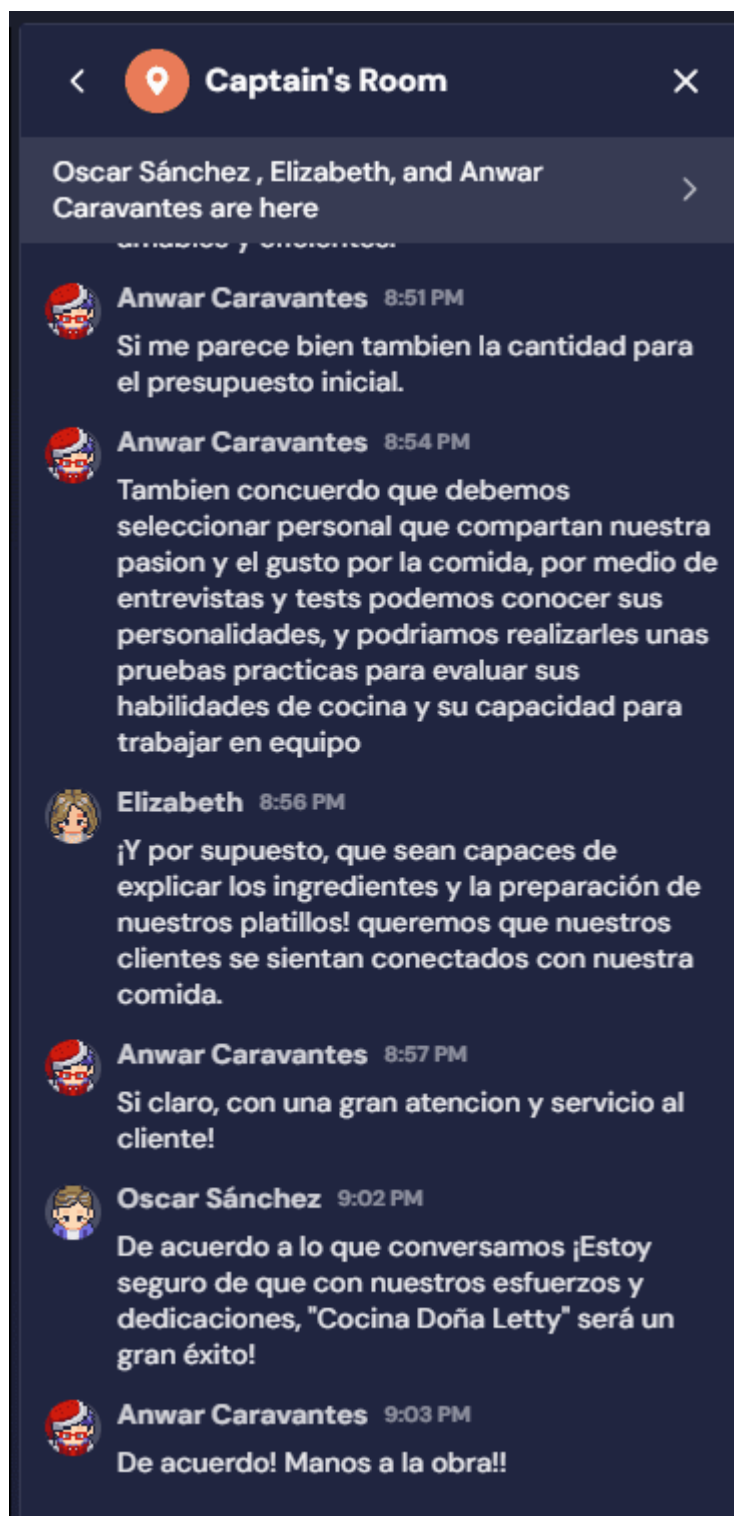 Captain's Room
Oscar Sánchez , Elizabeth, and Anwar
Caravantes are here
amables y eficientes.
Anwar Caravantes 8:51 PM
Si me parece bien tambien la cantidad para
el presupuesto inicial.
Anwar Caravantes 8:54 PM
Tambien concuerdo que debemos
seleccionar personal que compartan nuestra
pasion y el gusto por la comida, por medio de
entrevistas y tests podemos conocer sus
personalidades, y podriamos realizarles unas
pruebas practicas para evaluar sus
habilidades de cocina y su capacidad para
trabajar en equipo
Elizabeth 8:56 PM
¡Y por supuesto, que sean capaces de
explicar los ingredientes y la preparación de
nuestros platillos! queremos que nuestros
clientes se sientan conectados con nuestra
comida.
Anwar Caravantes 8:57 PM
Si claro, con una gran atencion y servicio al
cliente!
Oscar Sánchez 9:02 PM
De acuerdo a lo que conversamos ¡Estoy
seguro de que con nuestros esfuerzos y
dedicaciones, "Cocina Doña Letty" será un
gran éxito!
Anwar Caravantes 9:03 PM
De acuerdo! Manos a la obra!!